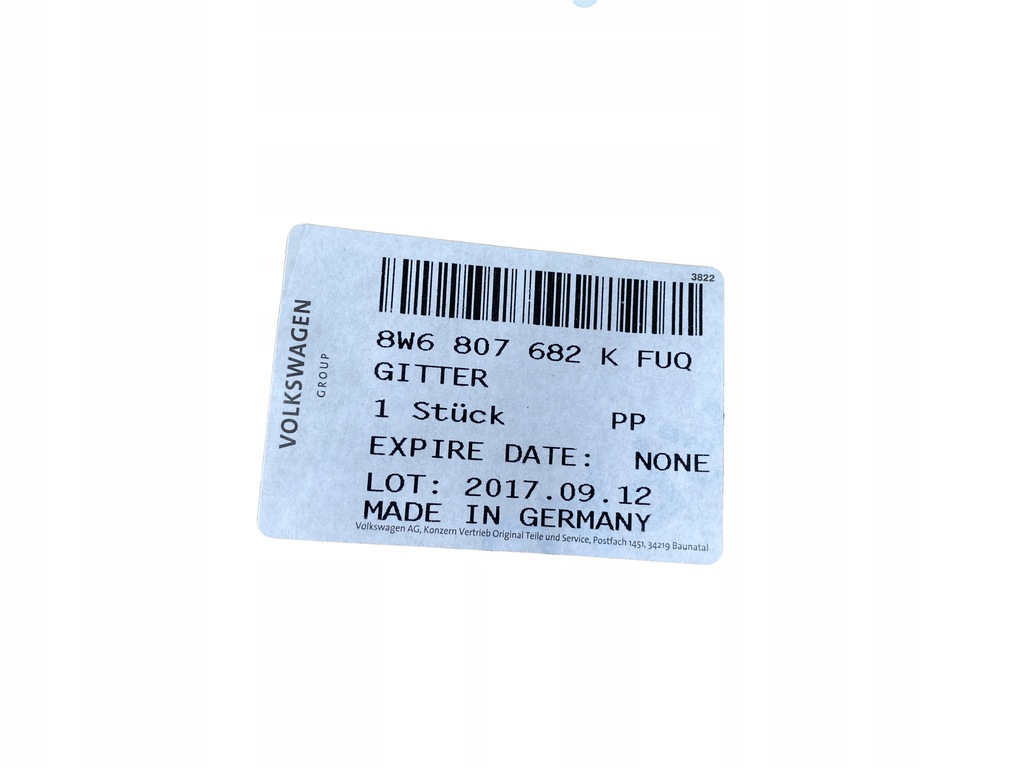 3822
VOLKSWAGEN
GROUP
8W6 807 682 K FUQ
GITTER
1 Stück PP
EXPIRE DATE: NONE
LOT: 2017.09.12
MADE IN GERMANY
Volkswagen AG, Konzern Vertrieb Original Teile und Service, Postfach 1451, 34219 Baunatal